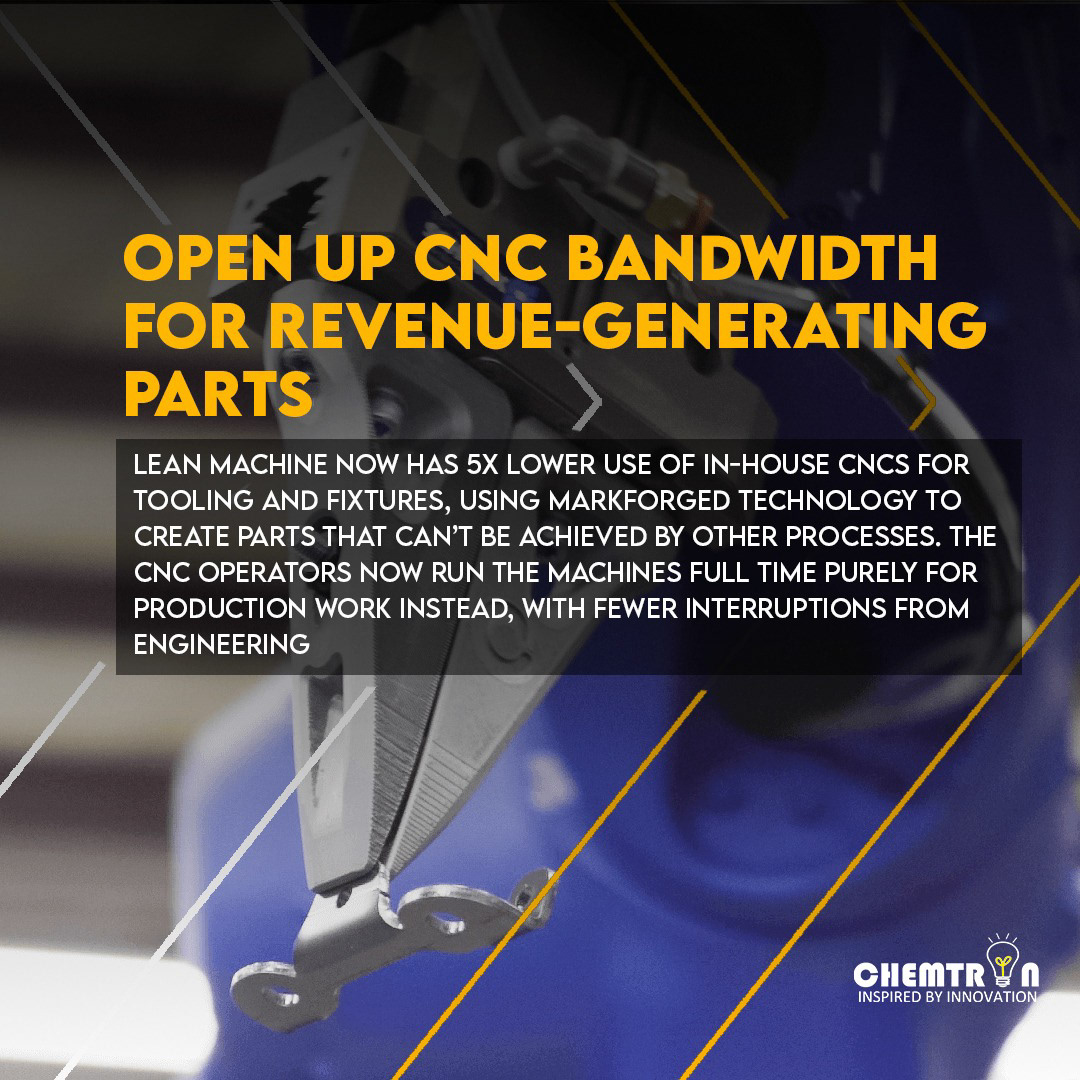 OPEN UP CNC BANDWIDTH
FOR REVENUE-GENERATING
PARTS
LEAN MACHINE NOW HAS 5X LOWER USE OF IN-HOUSE CNCS FOR
TOOLING AND FIXTURES, USING MARKFORGED TECHNOLOGY TO
CREATE PARTS THAT CAN'T BE ACHIEVED BY OTHER PROCESSES. THE
CNC OPERATORS NOW RUN THE MACHINES FULL TIME PURELY FOR
PRODUCTION WORK INSTEAD, WITH FEWER INTERRUPTIONS FROM
ENGINEERING
CHEMTRON
INSPIRED BY INNOVATION